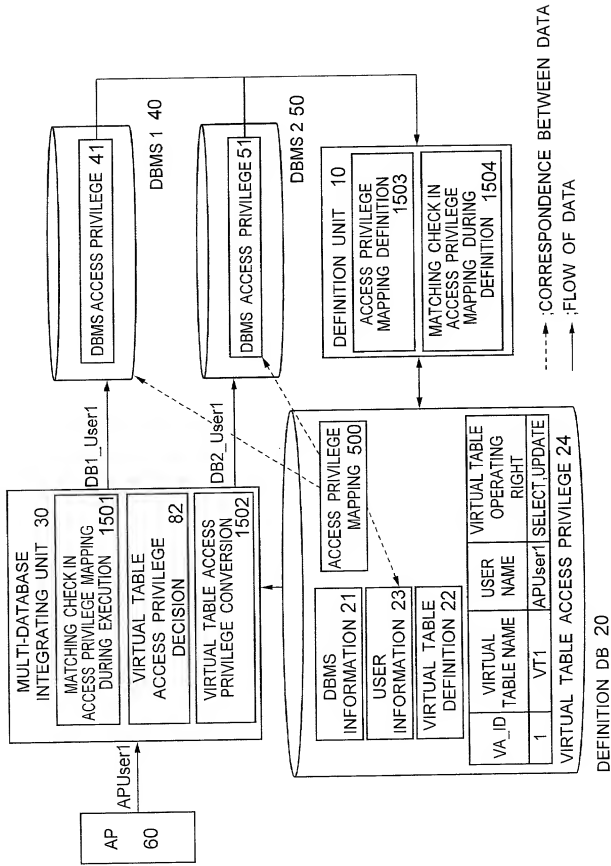 AP
60
APUser1
MULTI-DATABASE
INTEGRATING UNIT 30
MATCHING CHECK IN
ACCESS PRIVILEGE MAPPING
DURING EXECUTION 1501
VIRTUAL TABLE
ACCESS PRIVILEGE
DECISION
82
VIRTUAL TABLE ACCESS
PRIVILEGE CONVERSION
1502
DB1_User1
DB2_User1
DBMS ACCESS PRIVILEGE 41
DBMS 1 40
DBMS ACCESS PRIVILEGE 51
DBMS 2 50
DBMS
INFORMATION 21
USER
INFORMATION 23
VIRTUAL TABLE
DEFINITION 22
ACCESS PRIVILEGE
MAPPING 500
VA_ID
VIRTUAL
TABLE NAME
USER
NAME
VIRTUAL TABLE
OPERATING
RIGHT
1
VT1
APUser1
SELECT,UPDATE
VIRTUAL TABLE ACCESS PRIVILEGE 24
DEFINITION DB 20
DEFINITION UNIT 10
ACCESS PRIVILEGE
MAPPING DEFINITION
1503
MATCHING CHECK IN
ACCESS PRIVILEGE
MAPPING DURING
DEFINITION 1504
;CORRESPONDENCE BETWEEN DATA
;FLOW OF DATA